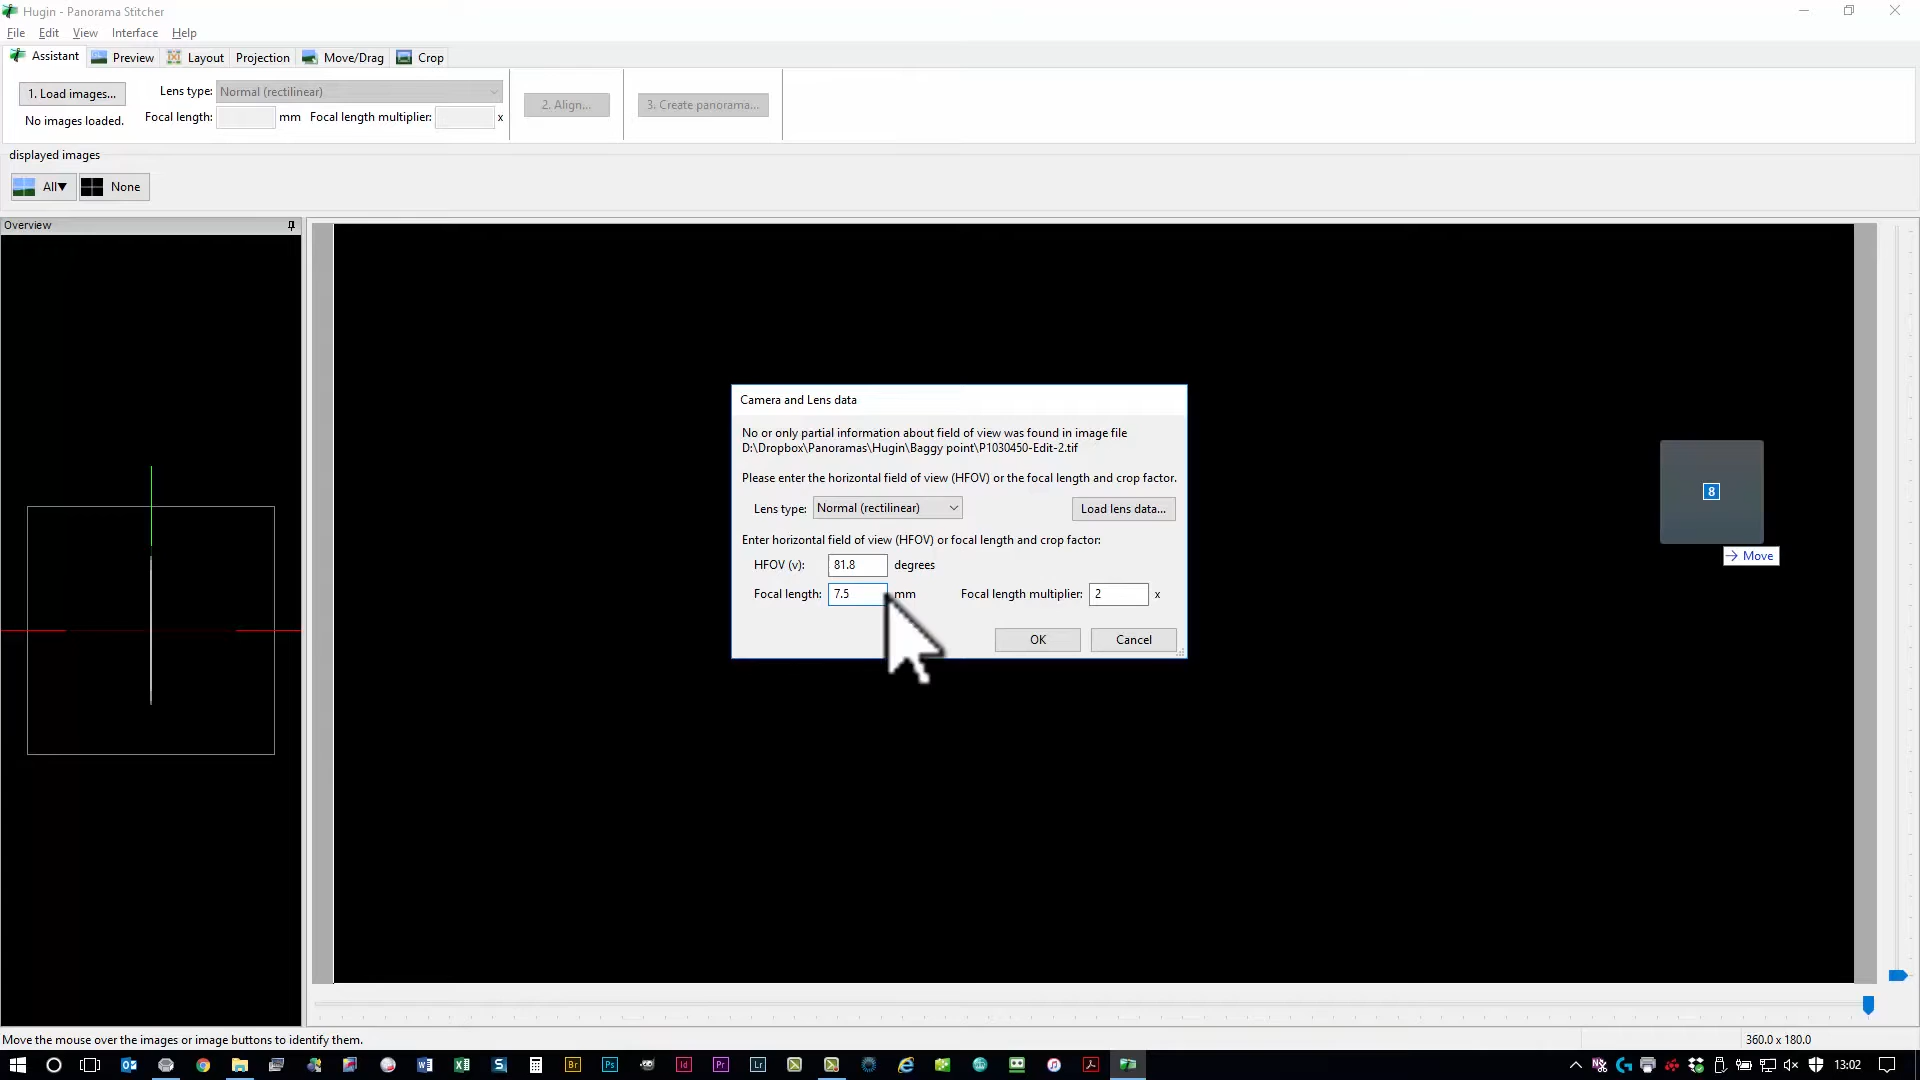 Hugin - Panorama Stitcher
File Edit View Interface Help
Assistant Preview Layout Projection Move/Drag Crop
1. Load images...
Lens type: Normal (rectilinear)
2. Align...
3. Create panorama...
No images loaded.
Focal length: mm Focal length multiplier: x
displayed images
All▼ None
Overview
Camera and Lens data
No or only partial information about field of view was found in image file
D:\Dropbox\Panoramas\Hugin\Baggy point\P1030450-Edit-2.tif
Please enter the horizontal field of view (HFOV) or the focal length and crop factor.
Lens type: Normal (rectilinear) Load lens data...
Enter horizontal field of view (HFOV) or focal length and crop factor:
HFOV (v): 81.8 degrees
Focal length: 7.5 mm Focal length multiplier: 2 x
OK Cancel
8
→ Move
Move the mouse over the images or image buttons to identify them.
360.0 x 180.0
Br Ps Id Pr Lr
13:02